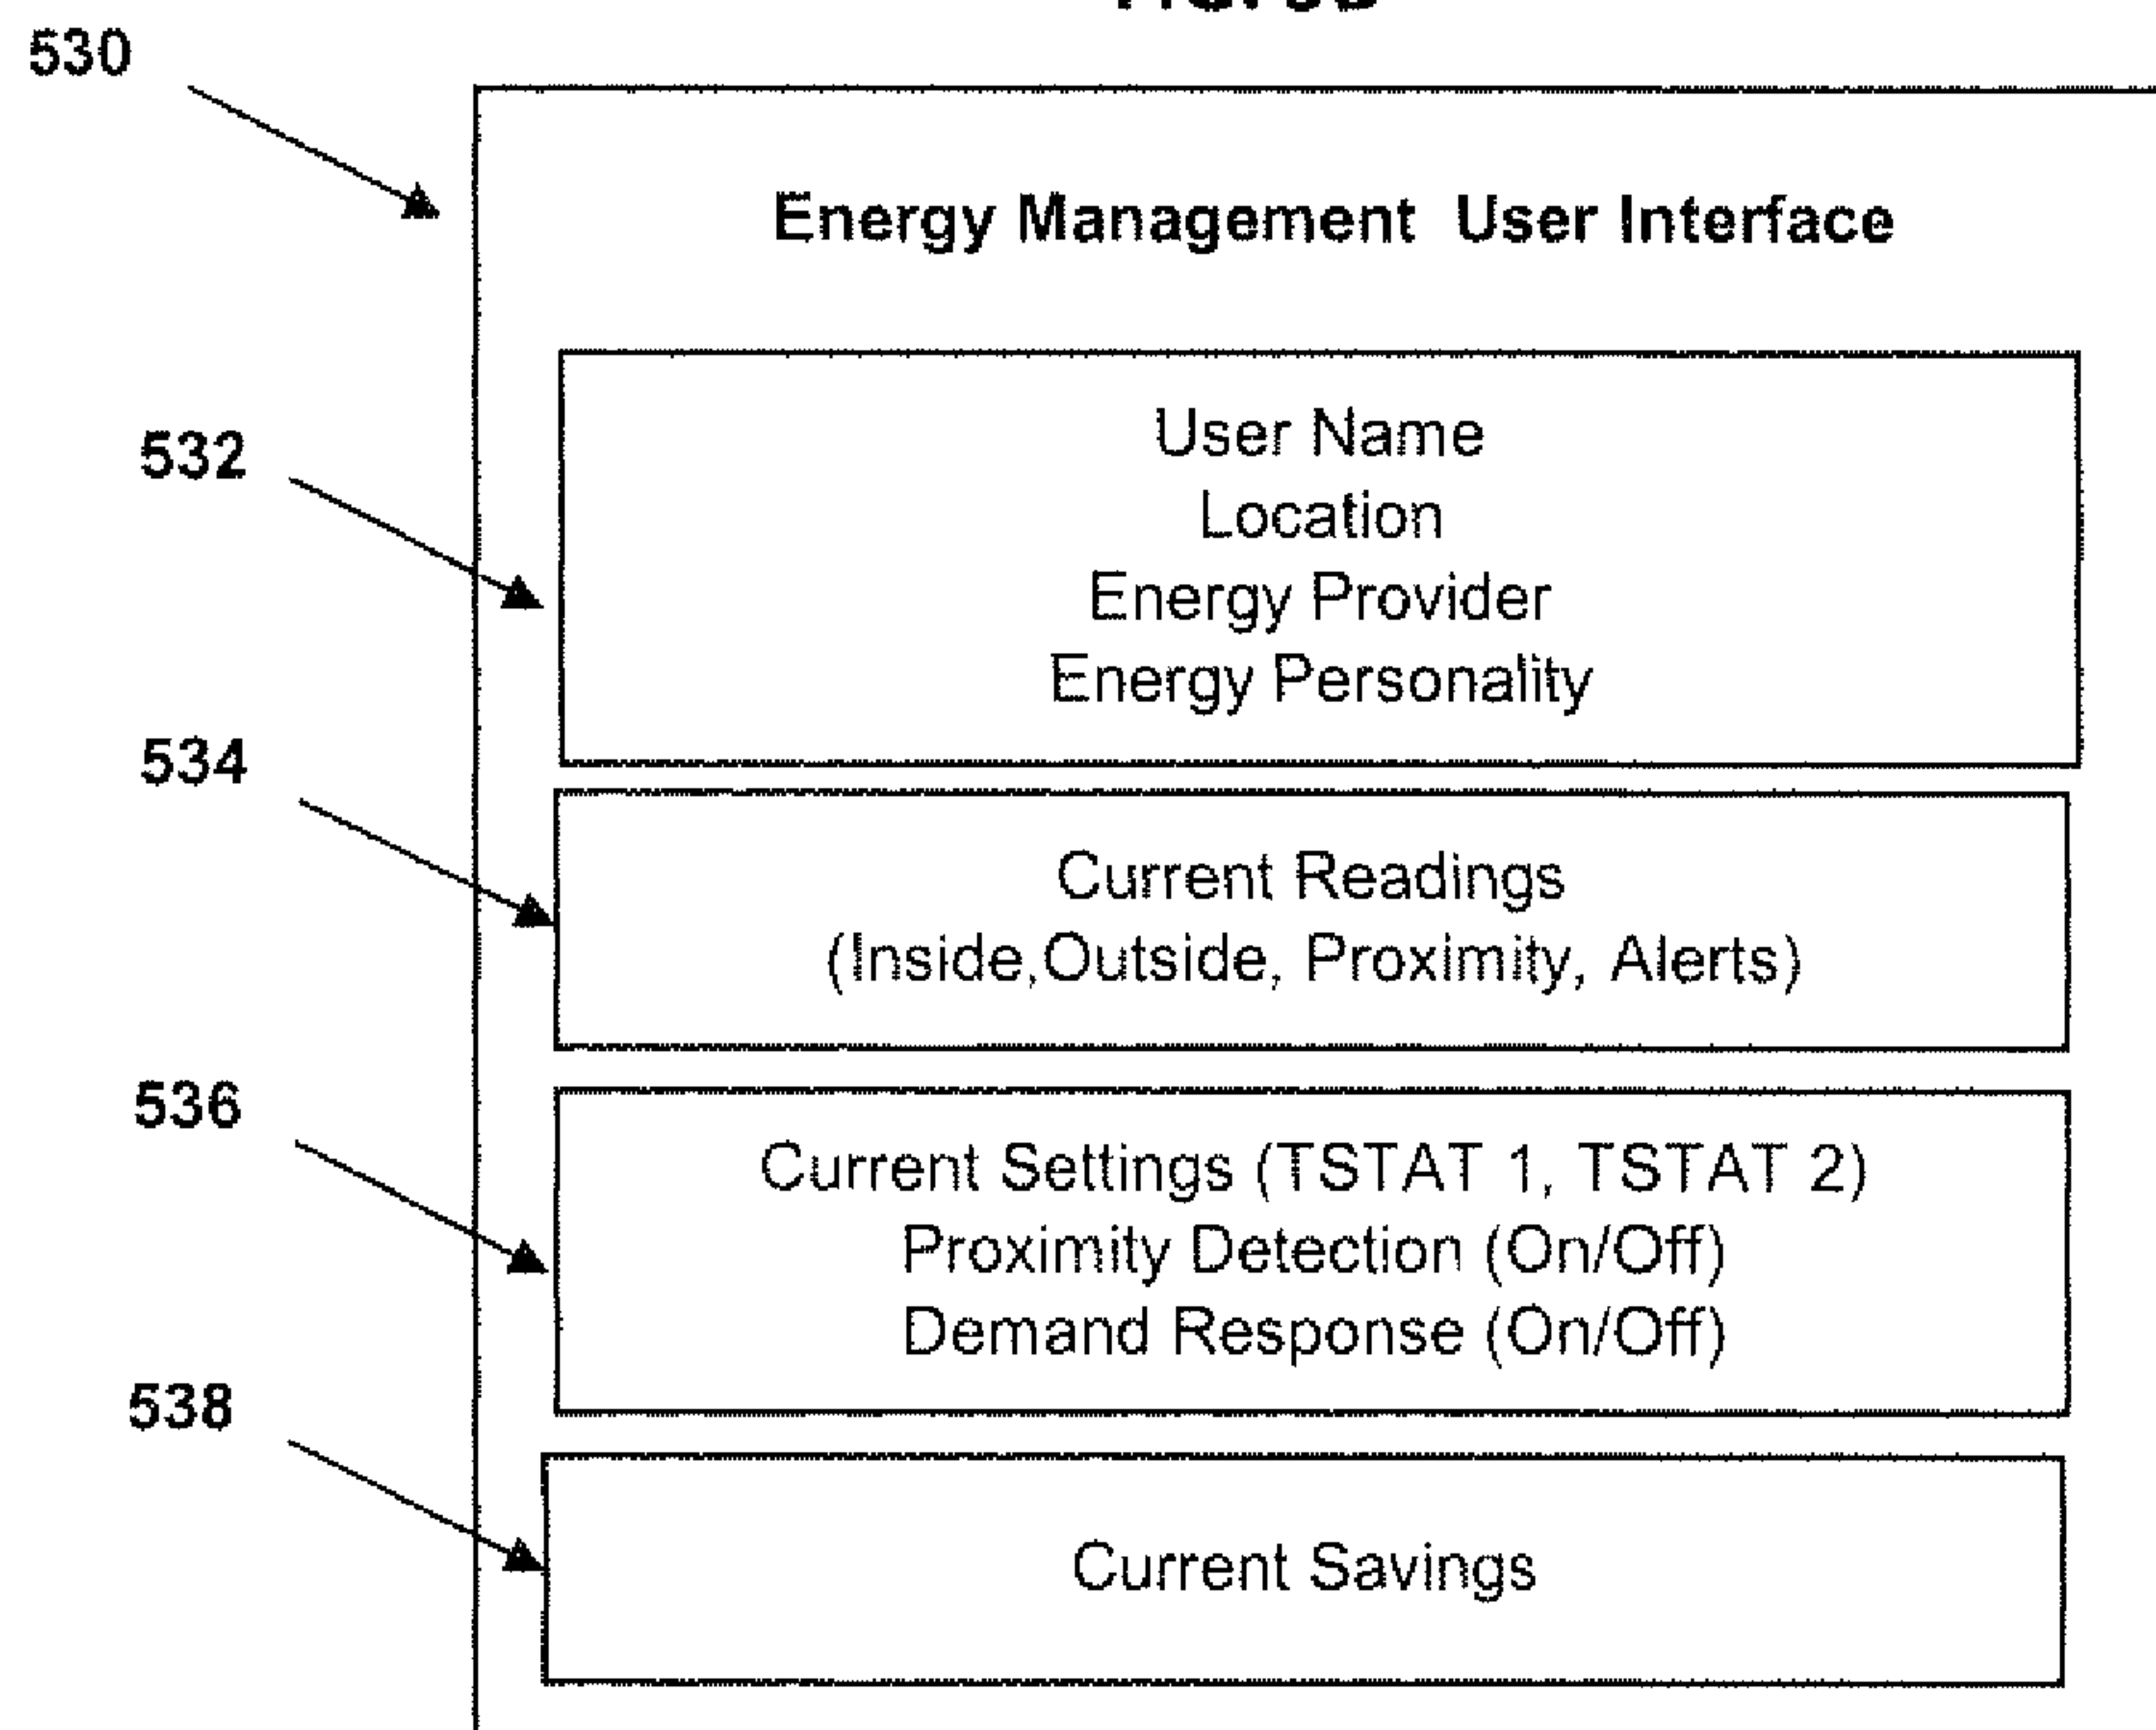 530
Energy Management User Interface
532
User Name
Location
Energy Provider
Energy Personality
534
Current Readings
(Inside,Outside, Proximity, Alerts)
536
Current Settings (TSTAT 1, TSTAT 2)
Proximity Detection (On/Off)
Demand Response (On/Off)
538
Current Savings